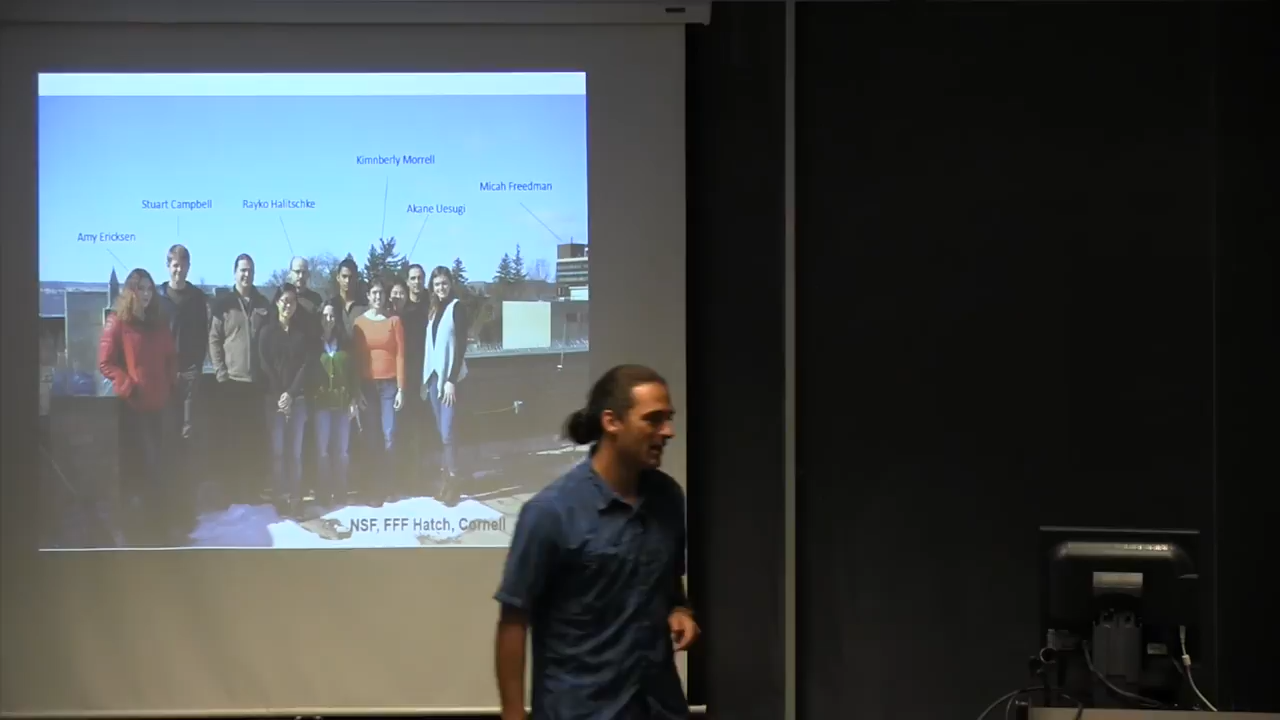 Kimnberly Morrell
Micah Freedman
Stuart Campbell
Rayko Halitschke
Akane Uesugi
Amy Ericksen
NSF, FFF Hatch, Cornell